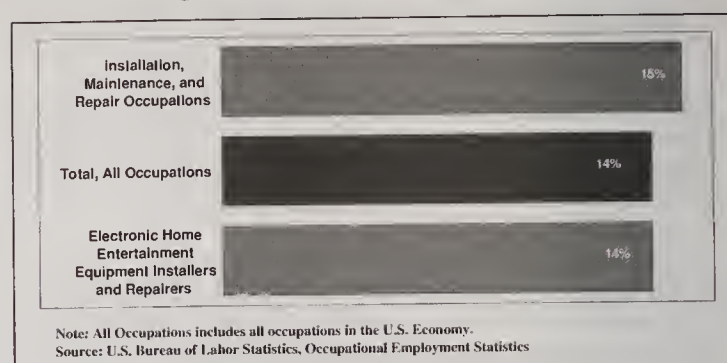 Installation,
Maintenance, and
Repair Occupations
15%
Total, All Occupations
14%
Electronic Home
Entertainment
Equipment Installers
and Repairers
14%
Note: All Occupations includes all occupations in the U.S. Economy.
Source: U.S. Bureau of Labor Statistics, Occupational Employment Statistics